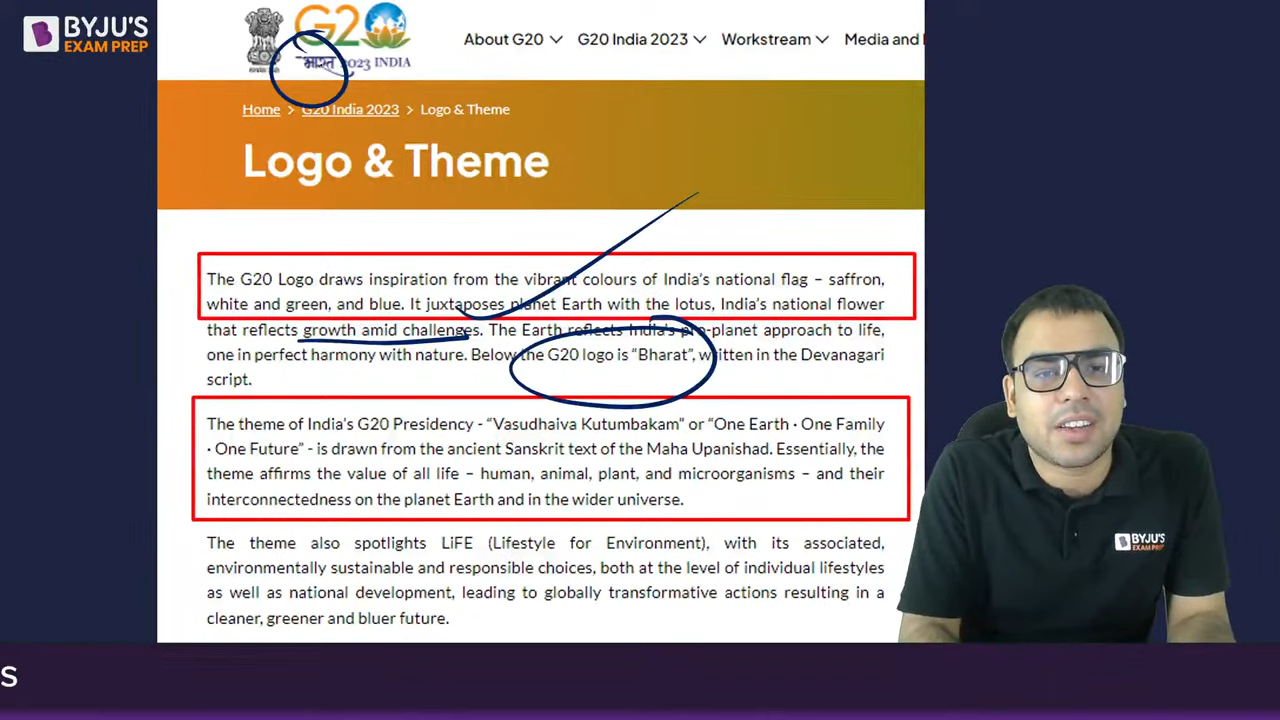 BYJU'S
EXAM PREP
G20
भारत 2023 INDIA
About G20
G20 India 2023
Workstream
Media and
Home > G20 India 2023 > Logo & Theme
Logo & Theme
The G20 Logo draws inspiration from the vibrant colours of India's national flag – saffron,
white and green, and blue. It juxtaposes planet Earth with the lotus, India's national flower
that reflects growth amid challenges. The Earth reflects India's pro-planet approach to life,
one in perfect harmony with nature. Below the G20 logo is “Bharat”, written in the Devanagari
script.
The theme of India's G20 Presidency - “Vasudhaiva Kutumbakam” or “One Earth · One Family
· One Future” - is drawn from the ancient Sanskrit text of the Maha Upanishad. Essentially, the
theme affirms the value of all life – human, animal, plant, and microorganisms – and their
interconnectedness on the planet Earth and in the wider universe.
The theme also spotlights LiFE (Lifestyle for Environment), with its associated,
environmentally sustainable and responsible choices, both at the level of individual lifestyles
as well as national development, leading to globally transformative actions resulting in a
cleaner, greener and bluer future.
BYJU'S
EXAM PREP
S